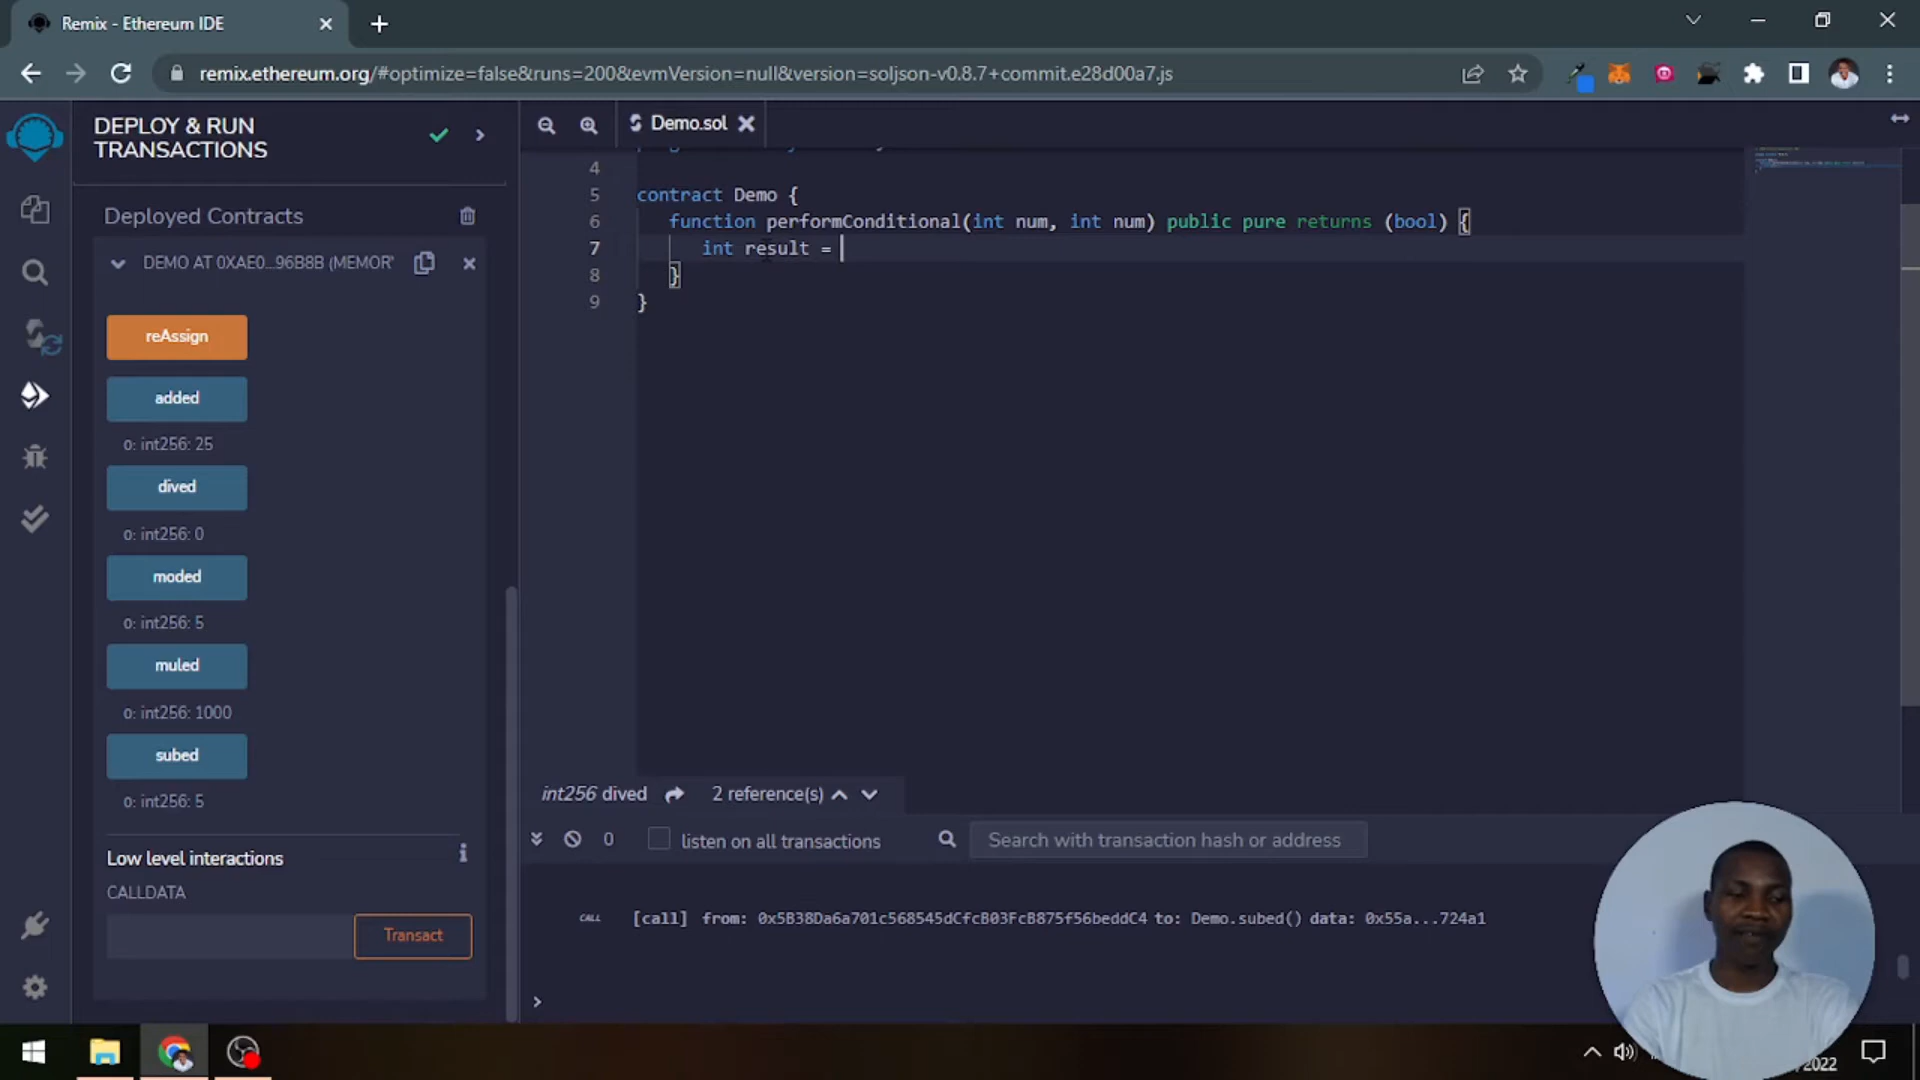 Remix - Ethereum IDE
remix.ethereum.org/#optimize=false&runs=200&evmVersion=null&version=soljson-v0.8.7+commit.e28d00a7.js
DEPLOY & RUN
TRANSACTIONS
Deployed Contracts
DEMO AT 0XAE0...96B8B (MEMOR
reAssign
added
0: int256: 25
dived
0: int256: 0
moded
0: int256: 5
muled
0: int256: 1000
subed
0: int256: 5
Low level interactions
i
CALLDATA
Transact
Demo.sol
4
5 contract Demo {
6 function performConditional(int num, int num) public pure returns (bool) {
7 int result =
8 }
9 }
int256 dived 2 reference(s)
0 listen on all transactions Search with transaction hash or address
CALL [call] from: 0x5B38Da6a701c568545dCfcB03FcB875f56beddC4 to: Demo.subed() data: 0x55a...724a1
>
2022